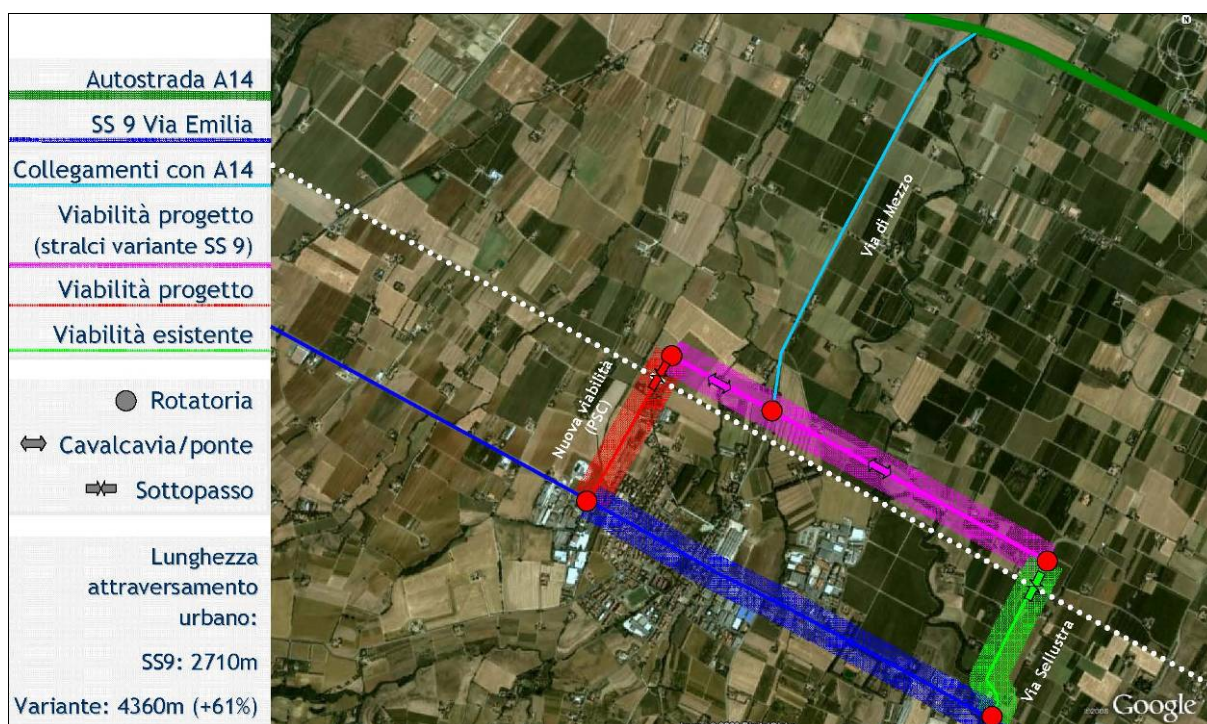 Autostrada A14
SS 9 Via Emilia
Collegamenti con A14
Viabilità progetto
(stralci variante SS 9)
Viabilità progetto
Viabilità esistente
Rotatoria
Cavalcavia/ponte
Sottopasso
Lunghezza
attraversamento
urbano:
SS9: 2710m
Variante: 4360m (+61%)
N
Via di Mezzo
Nuova viabilità
(PSC)
Via Sellustra
Google